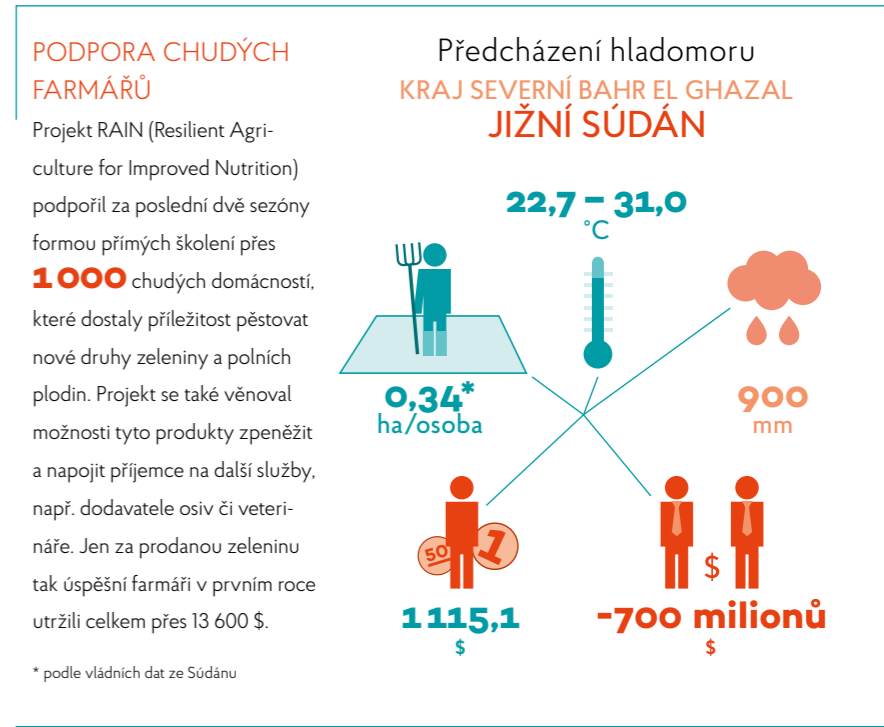 PODPORA CHUDÝCH
FARMÁŘŮ
Projekt RAIN (Resilient Agri-
culture for Improved Nutrition)
podpořil za poslední dvě sezóny
formou přímých školení přes
1 000 chudých domácností,
které dostaly příležitost pěstovat
nové druhy zeleniny a polních
plodin. Projekt se také věnoval
možnosti tyto produkty zpeněžit
a napojit příjemce na další služby,
např. dodavatele osiv či veteri-
náře. Jen za prodanou zeleninu
tak úspěšní farmáři v prvním roce
utržili celkem přes 13 600 $.
* podle vládních dat ze Súdánu
Předcházení hladomoru
KRAJ SEVERNÍ BAHR EL GHAZAL
JIŽNÍ SÚDÁN
22,7 – 31,0
°C
0,34*
ha/osoba
900
mm
50
1
$
1 115,1
$
-700 milionů
$